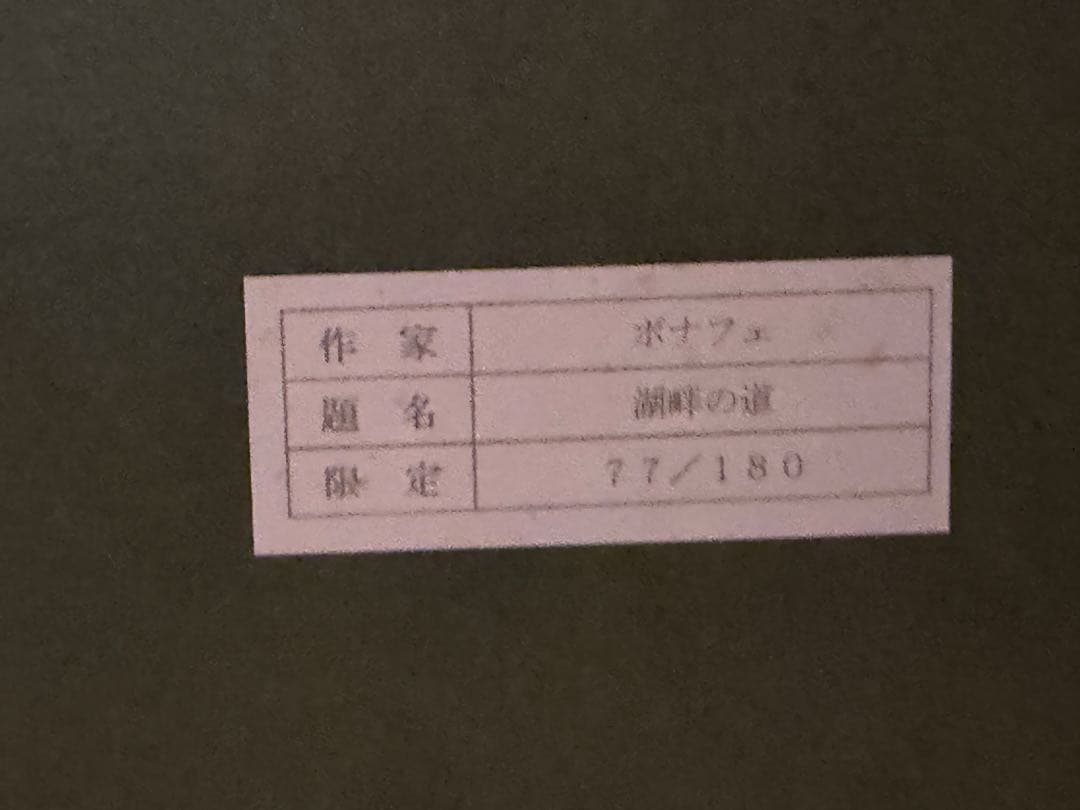 作 家 ボナフェ
題 名 湖畔の道
限 定 77／180